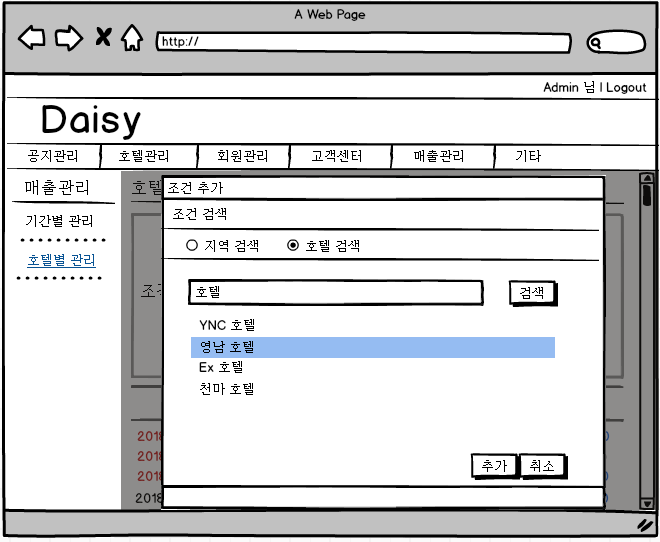 A Web Page
http://
Admin 님 | Logout
Daisy
공지관리 호텔관리 회원관리 고객센터 매출관리 기타
매출관리
기간별 관리
호텔별 관리
호텔
조건 추가
조건 검색
지역 검색 호텔 검색
호텔 검색
YNC 호텔
영남 호텔
Ex 호텔
천마 호텔
추가 취소
2018
2018
2018
2018